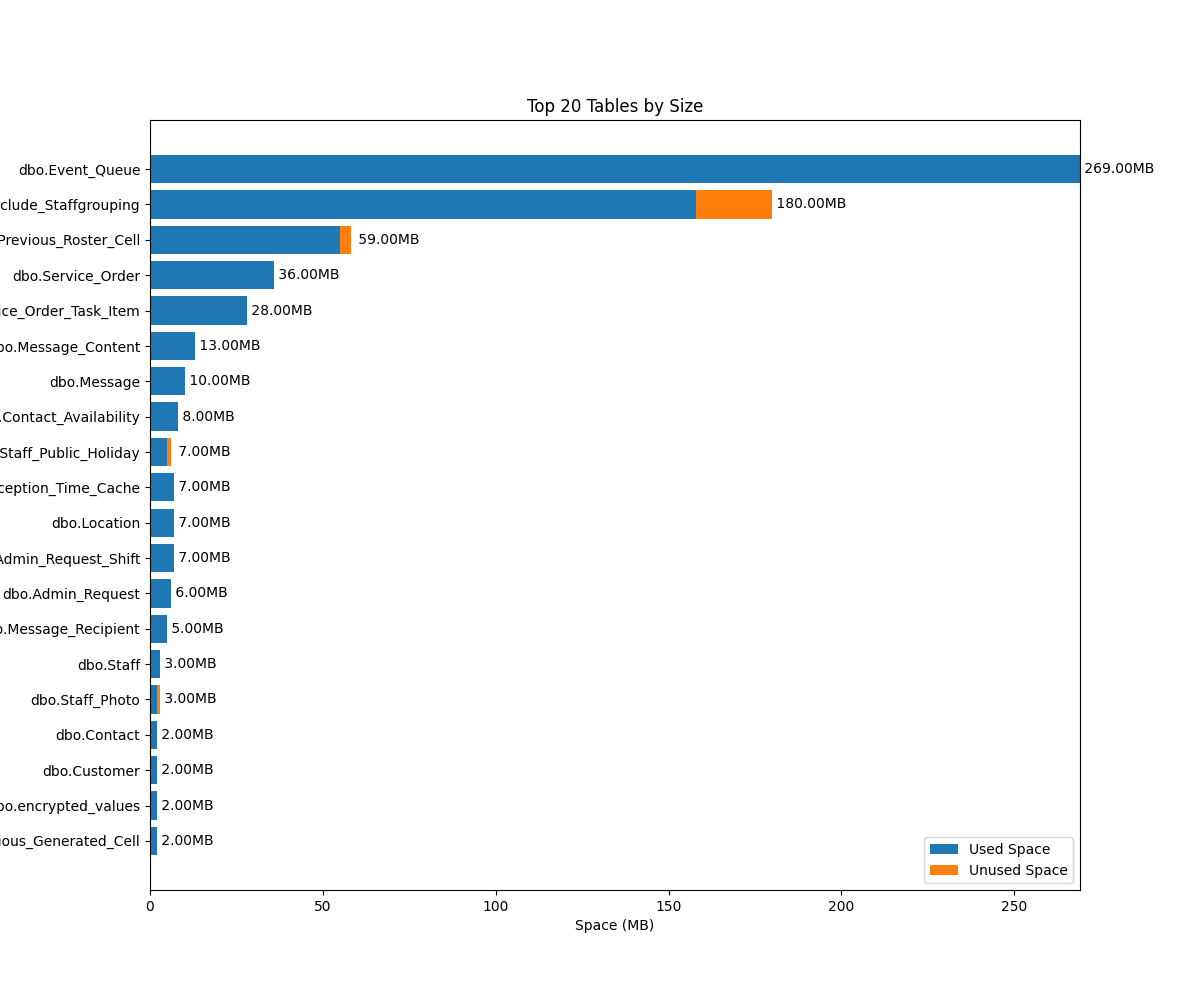 Top 20 Tables by Size
dbo.Event_Queue 269.00MB
clude_Staffgrouping 180.00MB
Previous_Roster_Cell 59.00MB
dbo.Service_Order 36.00MB
ice_Order_Task_Item 28.00MB
bo.Message_Content 13.00MB
dbo.Message 10.00MB
.Contact_Availability 8.00MB
Staff_Public_Holiday 7.00MB
ception_Time_Cache 7.00MB
dbo.Location 7.00MB
Admin_Request_Shift 7.00MB
dbo.Admin_Request 6.00MB
o.Message_Recipient 5.00MB
dbo.Staff 3.00MB
dbo.Staff_Photo 3.00MB
dbo.Contact 2.00MB
dbo.Customer 2.00MB
bo.encrypted_values 2.00MB
ious_Generated_Cell 2.00MB
Used Space
Unused Space
0 50 100 150 200 250
Space (MB)